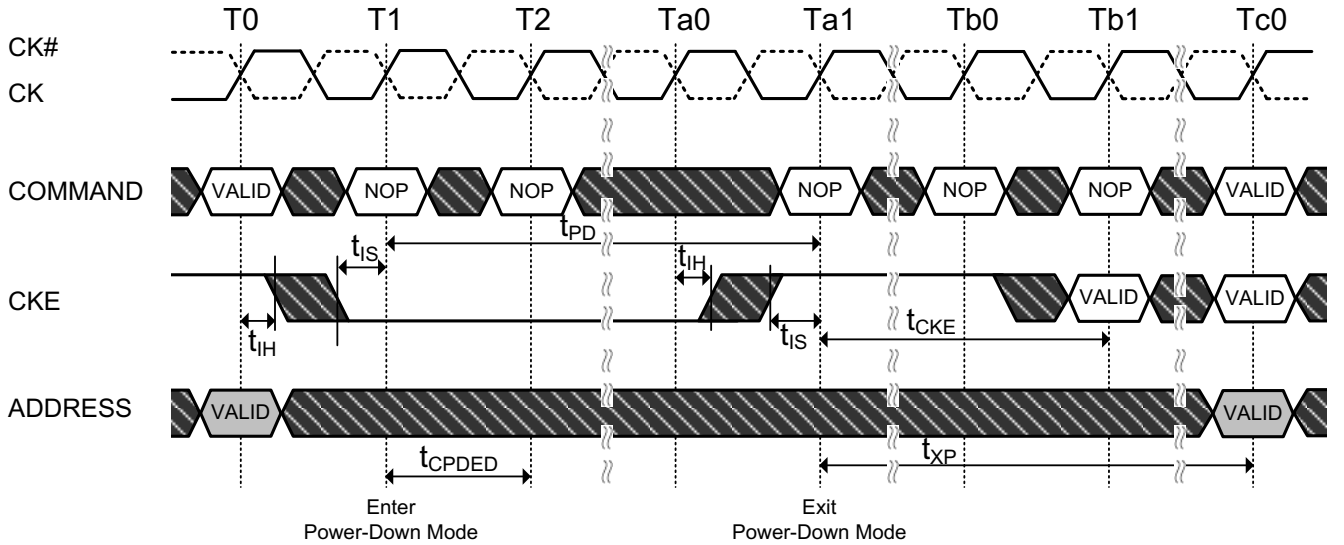 T0 T1 T2 Ta0 Ta1 Tb0 Tb1 Tc0
CK#
CK
COMMAND VALID NOP NOP NOP NOP NOP VALID
tPD
tIS tIH
CKE VALID VALID
tIH tIS tCKE
ADDRESS VALID VALID
tCPDED tXP
Enter
Power-Down Mode
Exit
Power-Down Mode